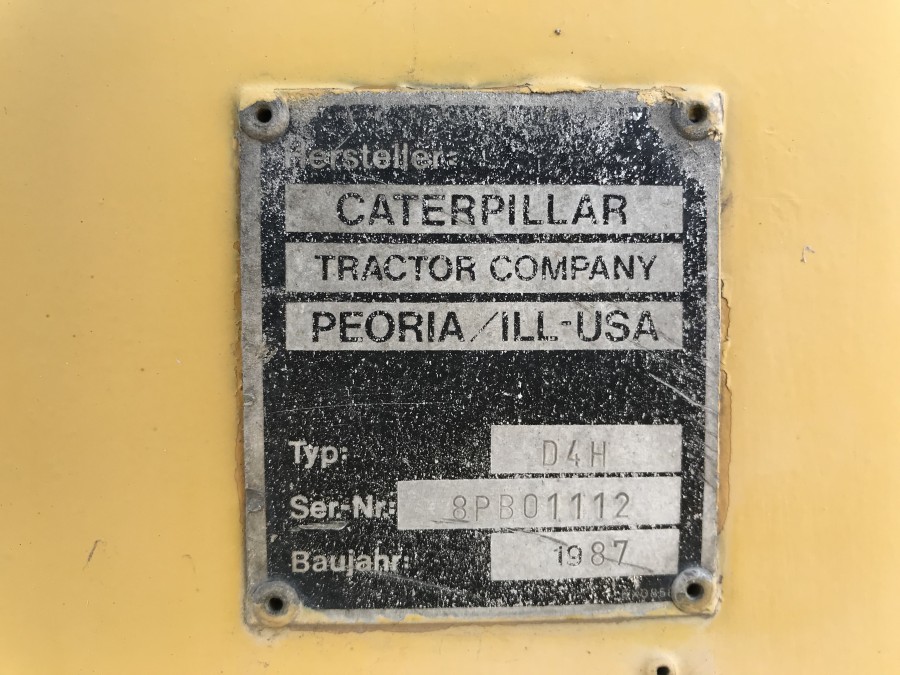 Hersteller:
CATERPILLAR
TRACTOR COMPANY
PEORIA/ILL-USA
Typ: D4H
Ser.-Nr.: 8PB01112
Baujahr: 1987